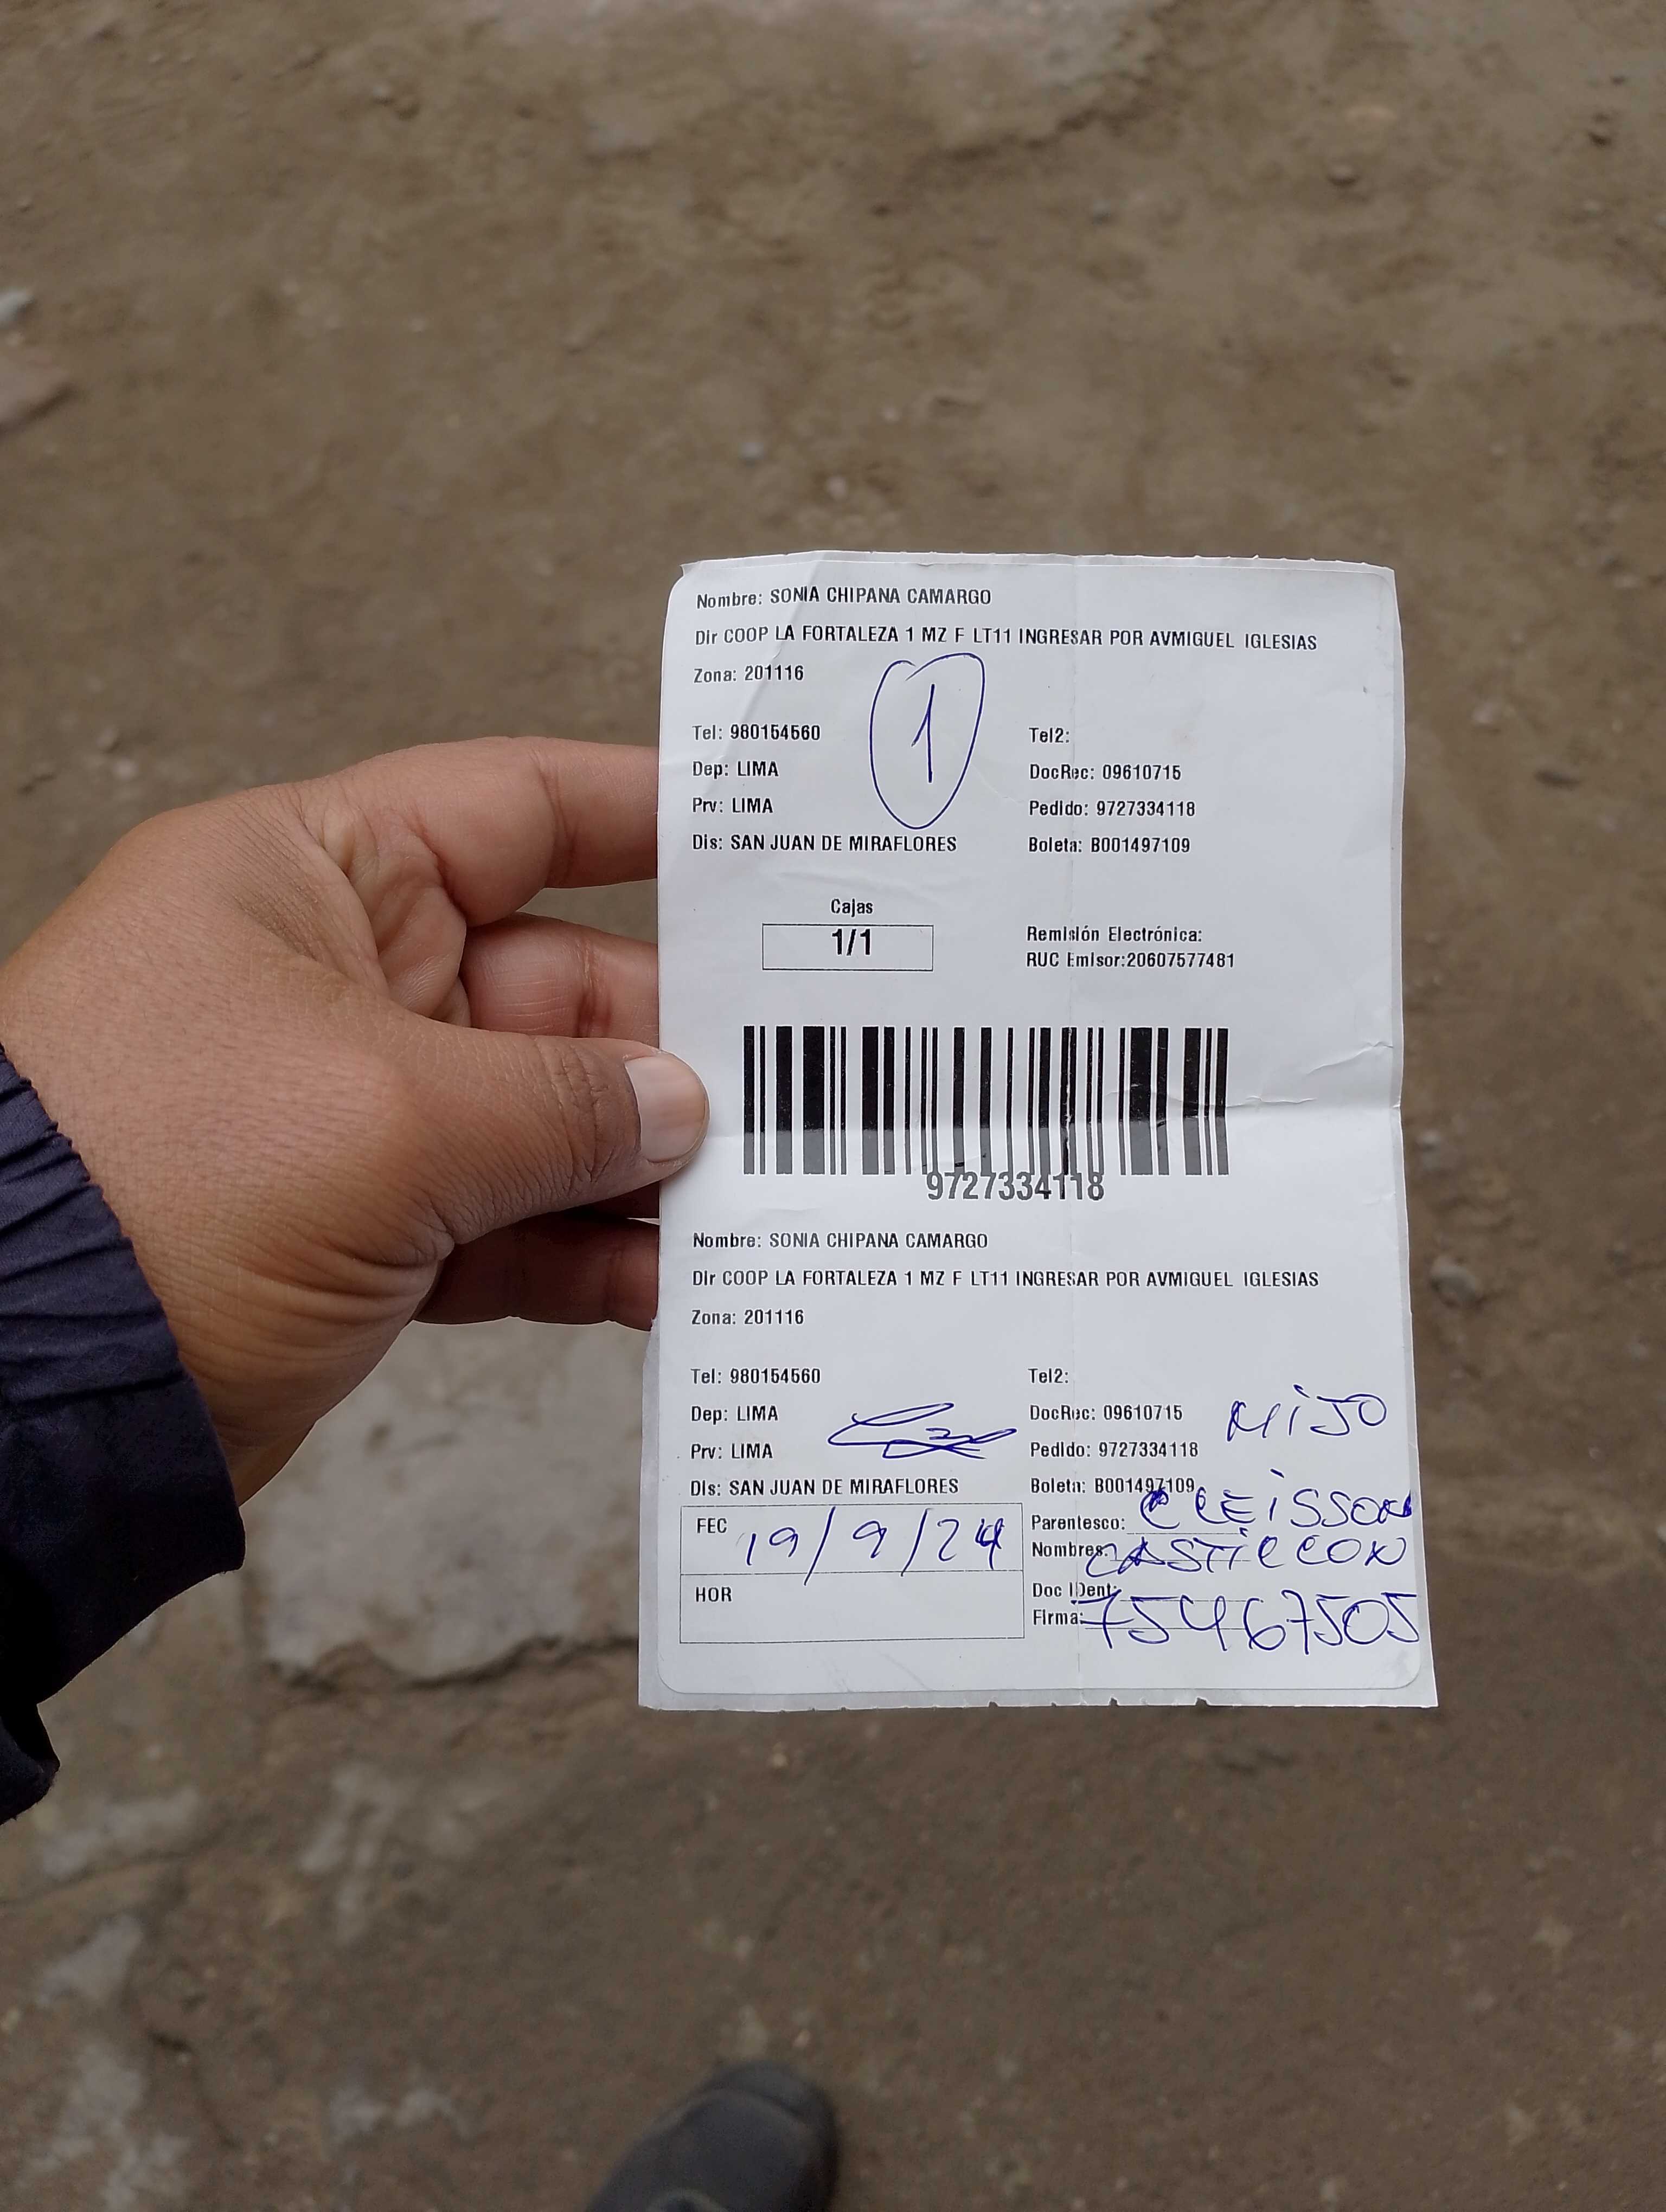 Nombre: SONIA CHIPANA CAMARGO
Dir COOP LA FORTALEZA 1 MZ F LT11 INGRESAR POR AVMIGUEL IGLESIAS
Zona: 201116
1
Tel: 980154560 Tel2:
Dep: LIMA DocRec: 09610715
Prv: LIMA Pedido: 9727334118
Dis: SAN JUAN DE MIRAFLORES Boleta: B001497109
Cajas
1/1
Remisión Electrónica:
RUC Emisor:20607577481
9727334118
Nombre: SONIA CHIPANA CAMARGO
Dir COOP LA FORTALEZA 1 MZ F LT11 INGRESAR POR AVMIGUEL IGLESIAS
Zona: 201116
Tel: 980154560 Tel2:
Dep: LIMA DocRec: 09610715
Prv: LIMA Pedido: 9727334118
Dis: SAN JUAN DE MIRAFLORES Boleta: B001497109
FEC 19/9/24
HOR
Parentesco: CLEISSON
Nombres: CASTILLON
Doc IDent:
Firma: 75467505